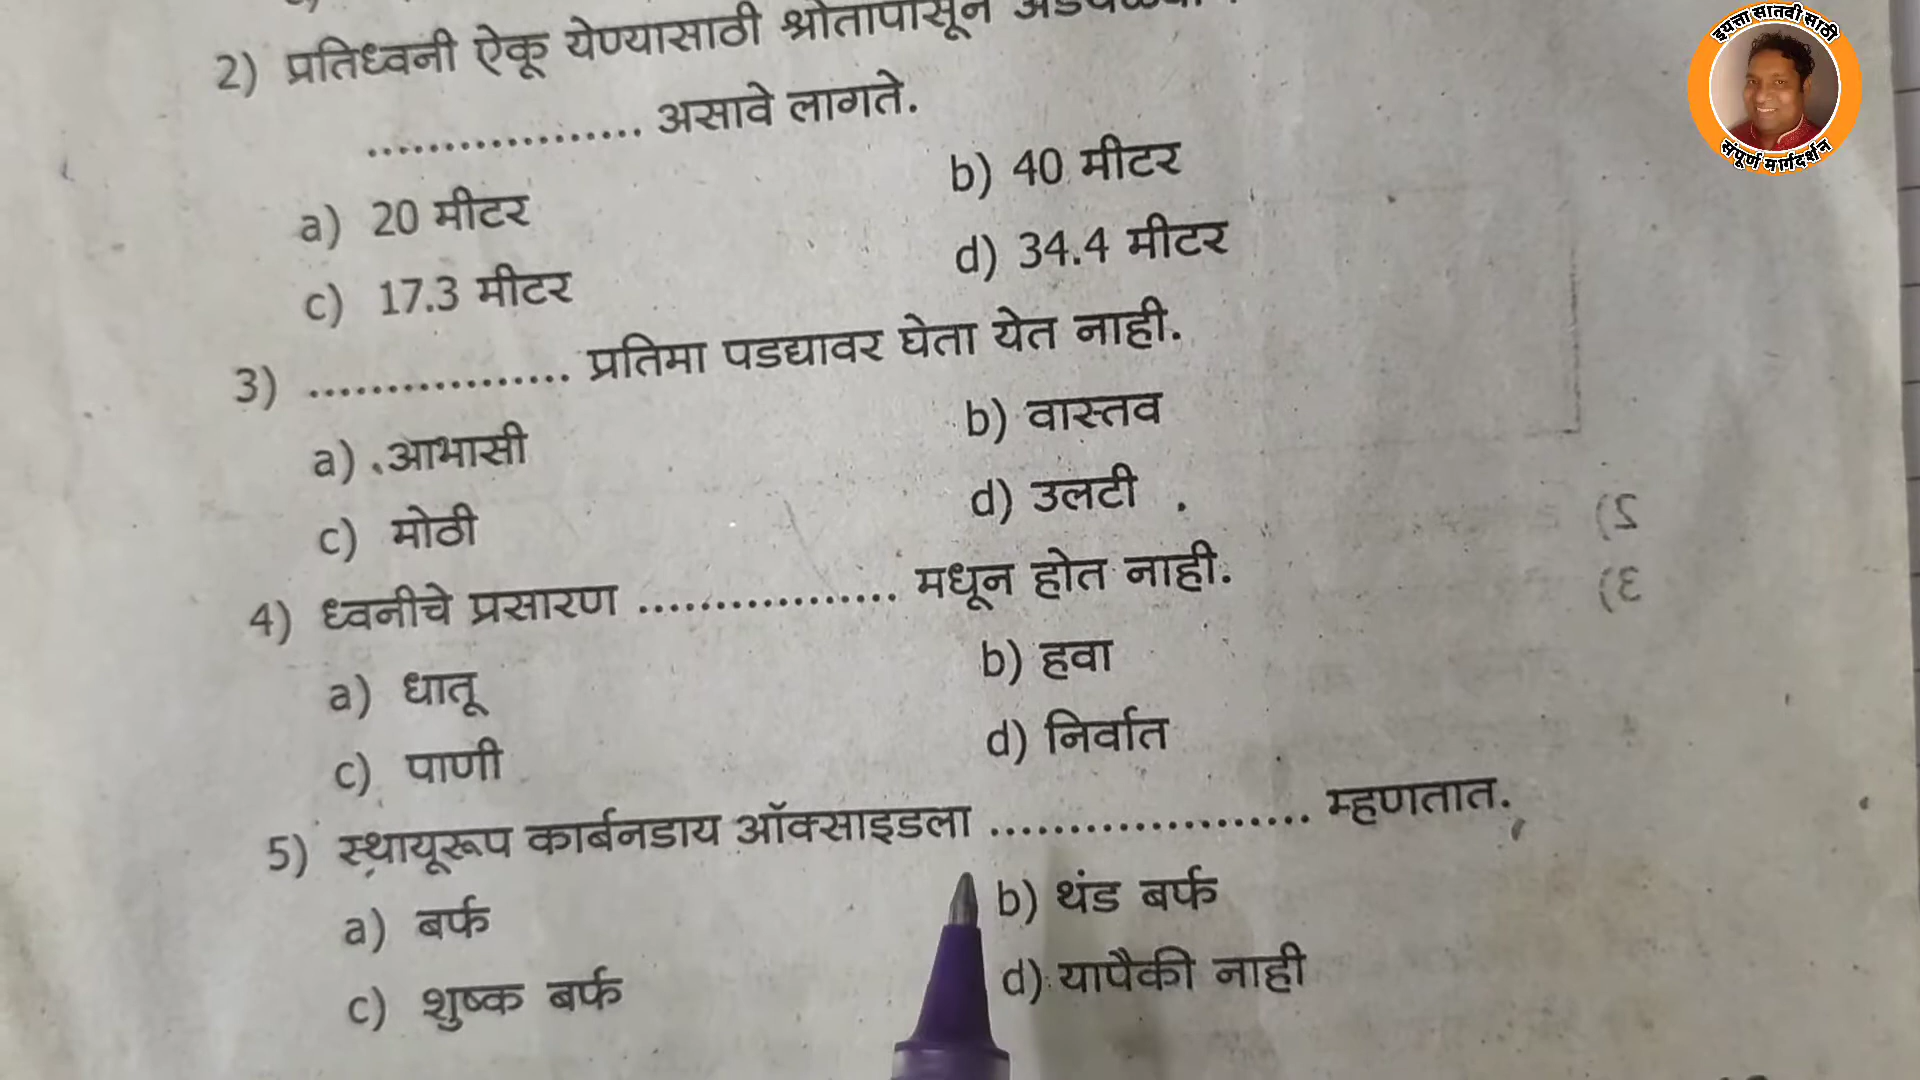 2) प्रतिध्वनी ऐकू येण्यासाठी श्रोतापासून
.................. असावे लागते.
a) 20 मीटर b) 40 मीटर
c) 17.3 मीटर d) 34.4 मीटर
3) ................. प्रतिमा पडद्यावर घेता येत नाही.
a) आभासी b) वास्तव
c) मोठी d) उलटी
4) ध्वनीचे प्रसारण ................. मधून होत नाही.
a) धातू b) हवा
c) पाणी d) निर्वात
5) स्थायूरूप कार्बनडाय ऑक्साइडला .................... म्हणतात.
a) बर्फ b) थंड बर्फ
c) शुष्क बर्फ d) यापैकी नाही
इयत्ता सातवी साठी
संपूर्ण मार्गदर्शन